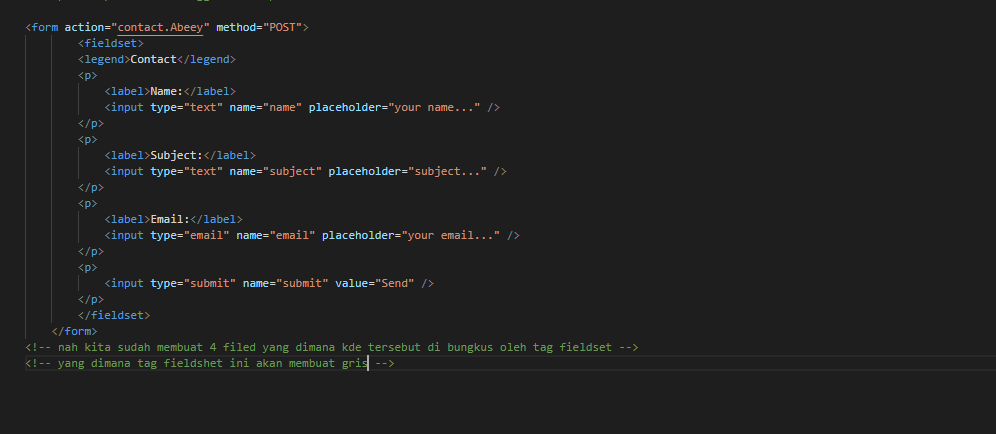 <form action="contact.Abeey" method="POST">
<fieldset>
<legend>Contact</legend>
<p>
<label>Name:</label>
<input type="text" name="name" placeholder="your name..." />
</p>
<p>
<label>Subject:</label>
<input type="text" name="subject" placeholder="subject..." />
</p>
<p>
<label>Email:</label>
<input type="email" name="email" placeholder="your email..." />
</p>
<p>
<input type="submit" name="submit" value="Send" />
</p>
</fieldset>
</form>
<!-- nah kita sudah membuat 4 filed yang dimana kde tersebut di bungkus oleh tag fieldset -->
<!-- yang dimana tag fieldshet ini akan membuat gris -->